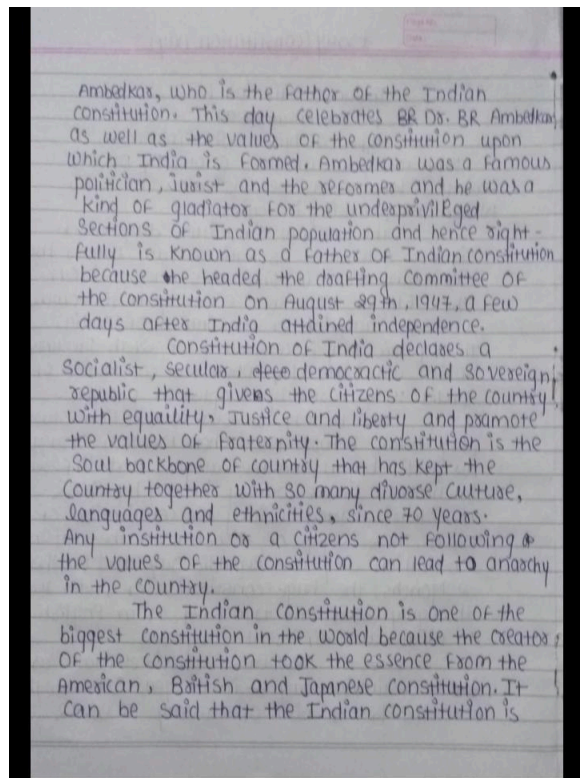 Ambedkar, who is the father of the Indian
constitution. This day celebrates BR Dr. BR Ambedkar,
as well as the values of the constitution upon
which India is formed. Ambedkar was a famous
politician, jurist and the reformer and he was a
kind of gladiator for the underprivileged
sections of Indian population and hence right-
fully is known as a father of Indian constitution
because he headed the drafting committee of
the constitution on August 29th, 1947, a few
days after India attained independence.
Constitution of India declares a
socialist, secular, deco democractic and sovereign
republic that givens the citizens of the country
with equaility, Justice and liberty and pramote
the values of fraternity. The constitution is the
soul backbone of country that has kept the
country together with so many divorse culture,
languages and ethnicities, since 70 years.
Any institution or a citizens not following
the values of the constitution can lead to anarchy
in the country.
The Indian constitution is one of the
biggest constitution in the world because the creator
of the constitution took the essence from the
American, British and Japanese constitution. It
can be said that the Indian constitution is